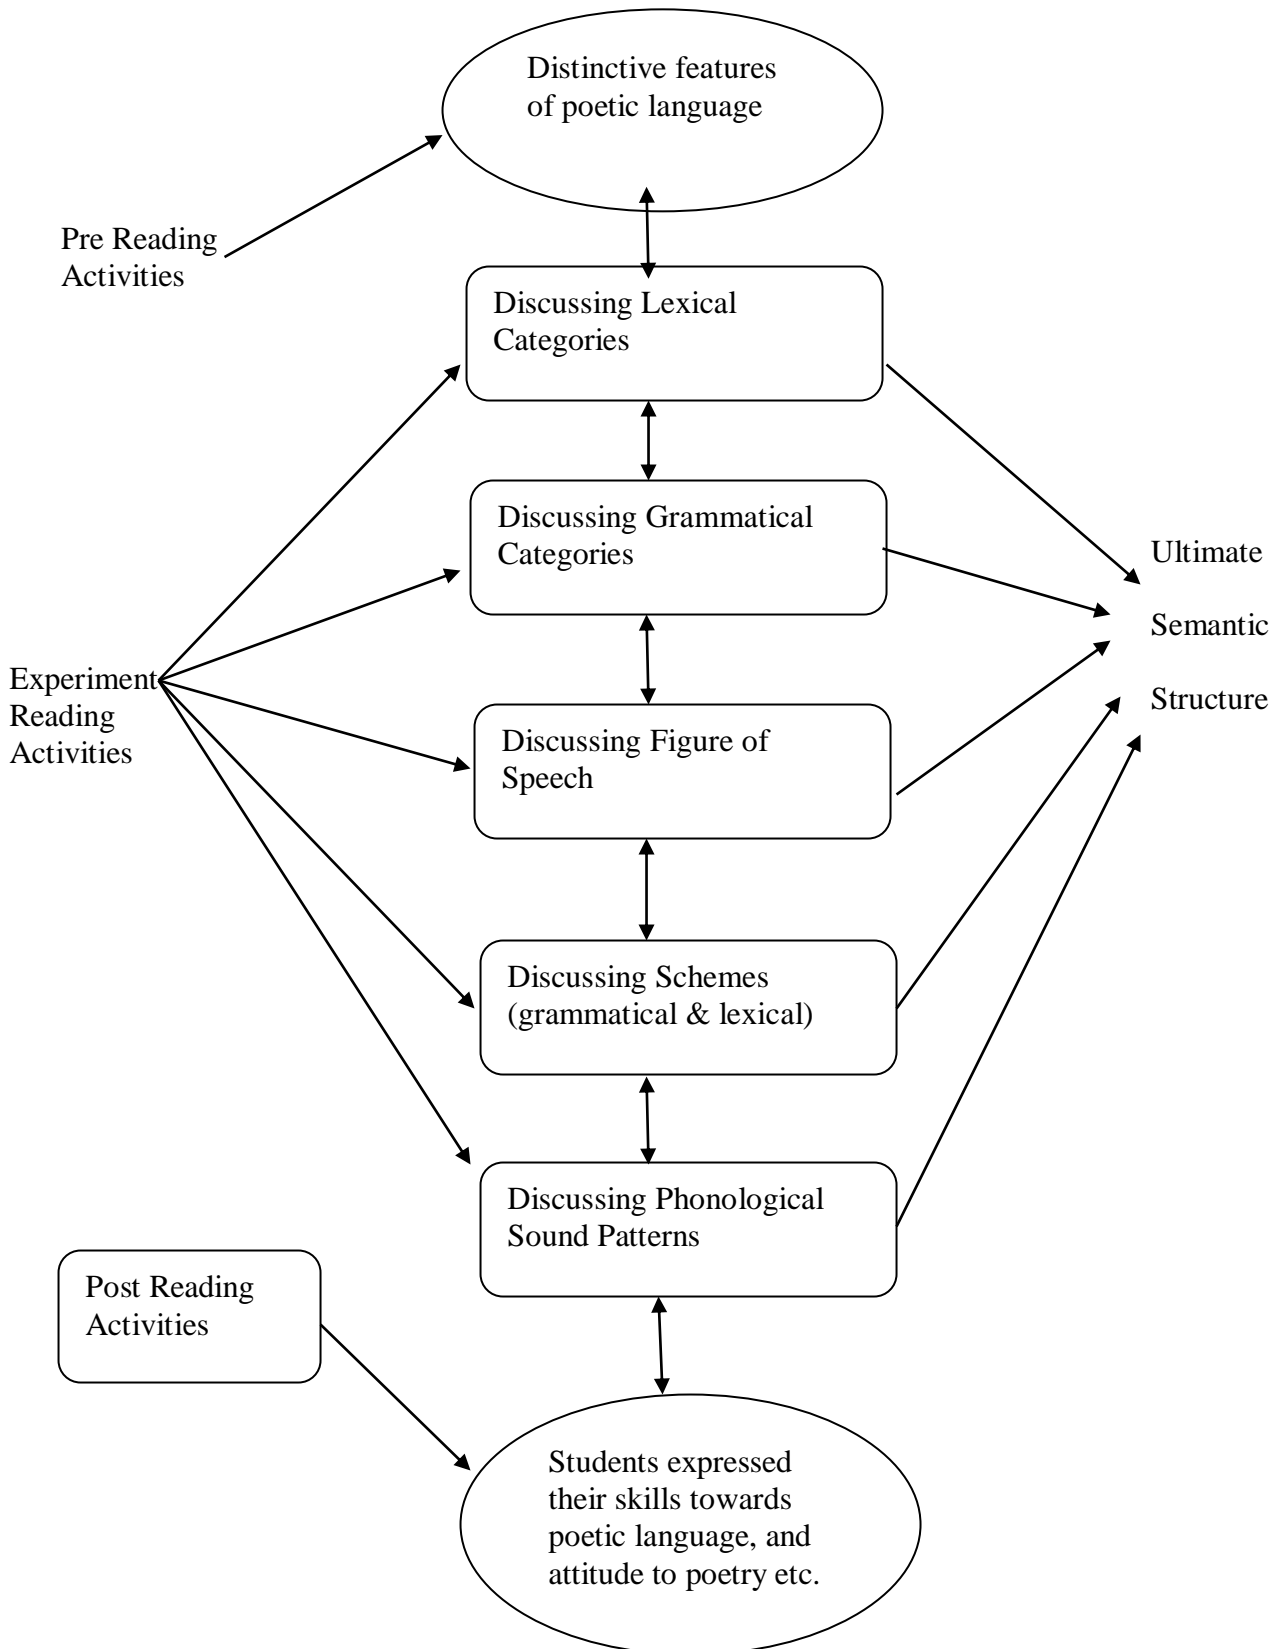 Distinctive features
of poetic language
Pre Reading
Activities
Discussing Lexical
Categories
Discussing Grammatical
Categories
Ultimate
Semantic
Structure
Experiment
Reading
Activities
Discussing Figure of
Speech
Discussing Schemes
(grammatical & lexical)
Discussing Phonological
Sound Patterns
Post Reading
Activities
Students expressed
their skills towards
poetic language, and
attitude to poetry etc.